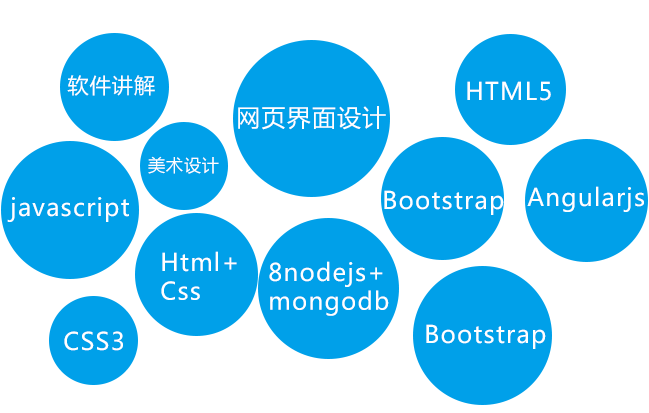 软件讲解
网页界面设计
HTML5
美术设计
javascript
Bootstrap
Angularjs
Html+
Css
8nodejs+
mongodb
CSS3
Bootstrap